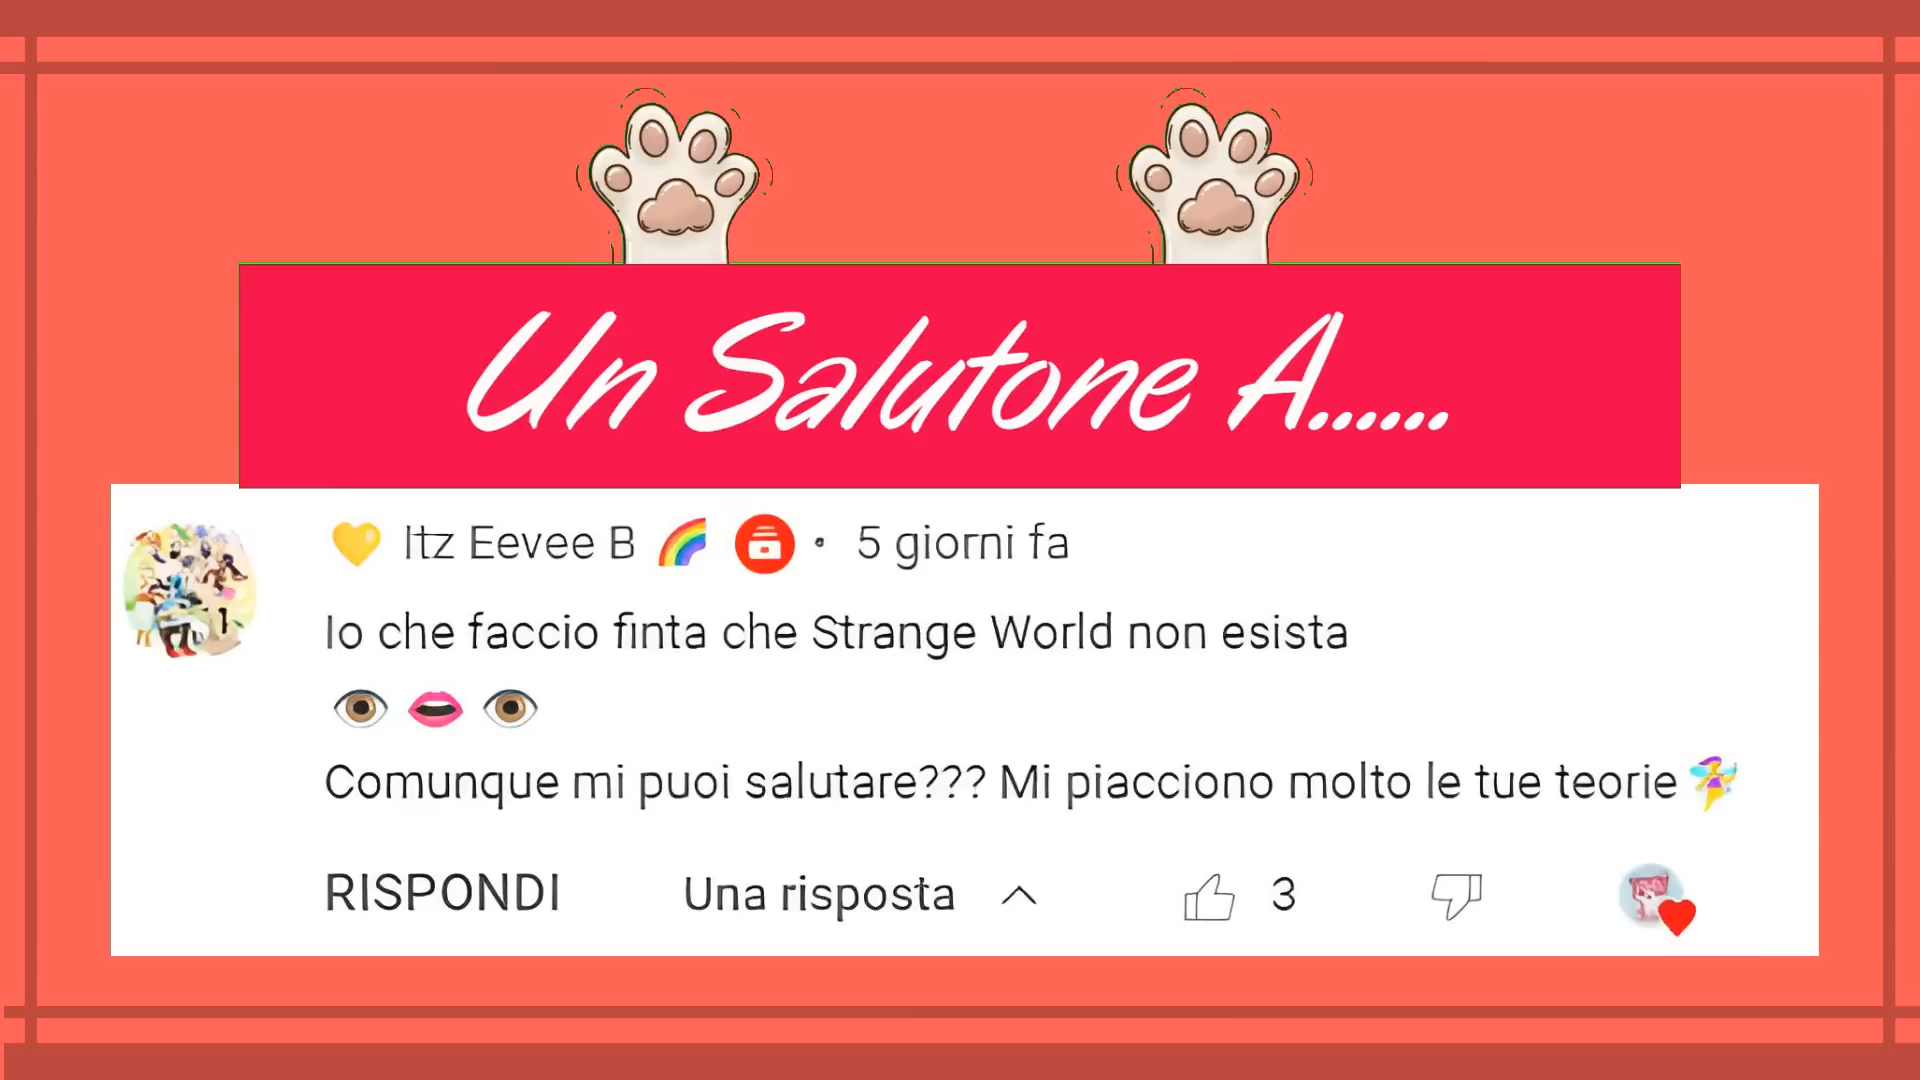 Un Salutone A......
💛 Itz Eevee B 🌈 • 5 giorni fa
Io che faccio finta che Strange World non esista
👁️ 👄 👁️
Comunque mi puoi salutare??? Mi piacciono molto le tue teorie 🧚‍♀️
RISPONDI Una risposta 3